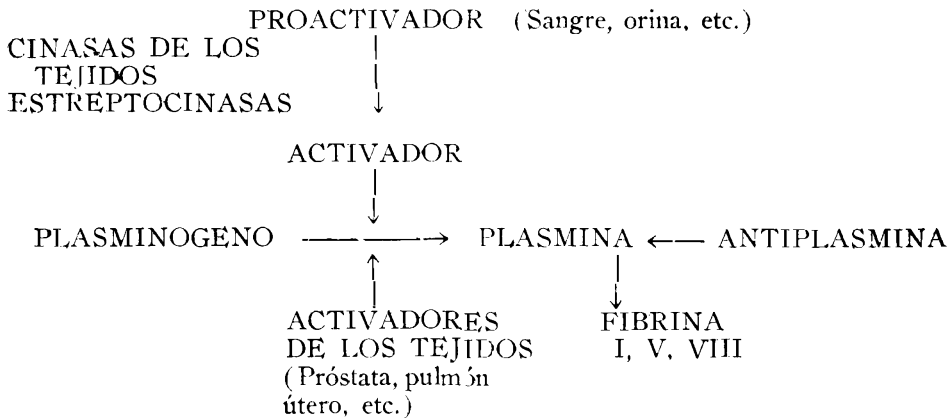 PROACTIVADOR (Sangre, orina, etc.)
CINASAS DE LOS
TEJIDOS
ESTREPTOCINASAS
ACTIVADOR
PLASMINOGENO PLASMINA ANTIPLASMINA
ACTIVADORES FIBRINA
DE LOS TEJIDOS I, V, VIII
(Próstata, pulmón
útero, etc.)